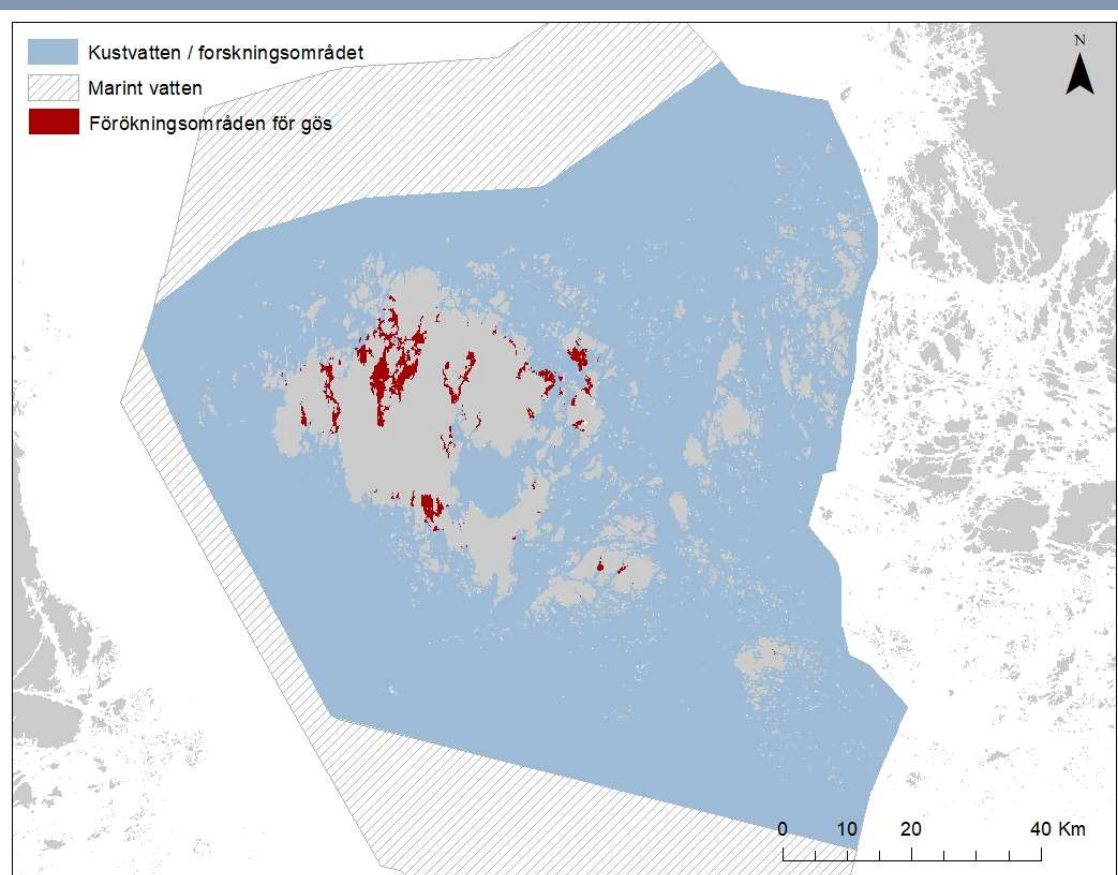 Kustvatten / forskningsområdet
Marint vatten
Förökningsområden för gös
N
0 10 20 40 Km